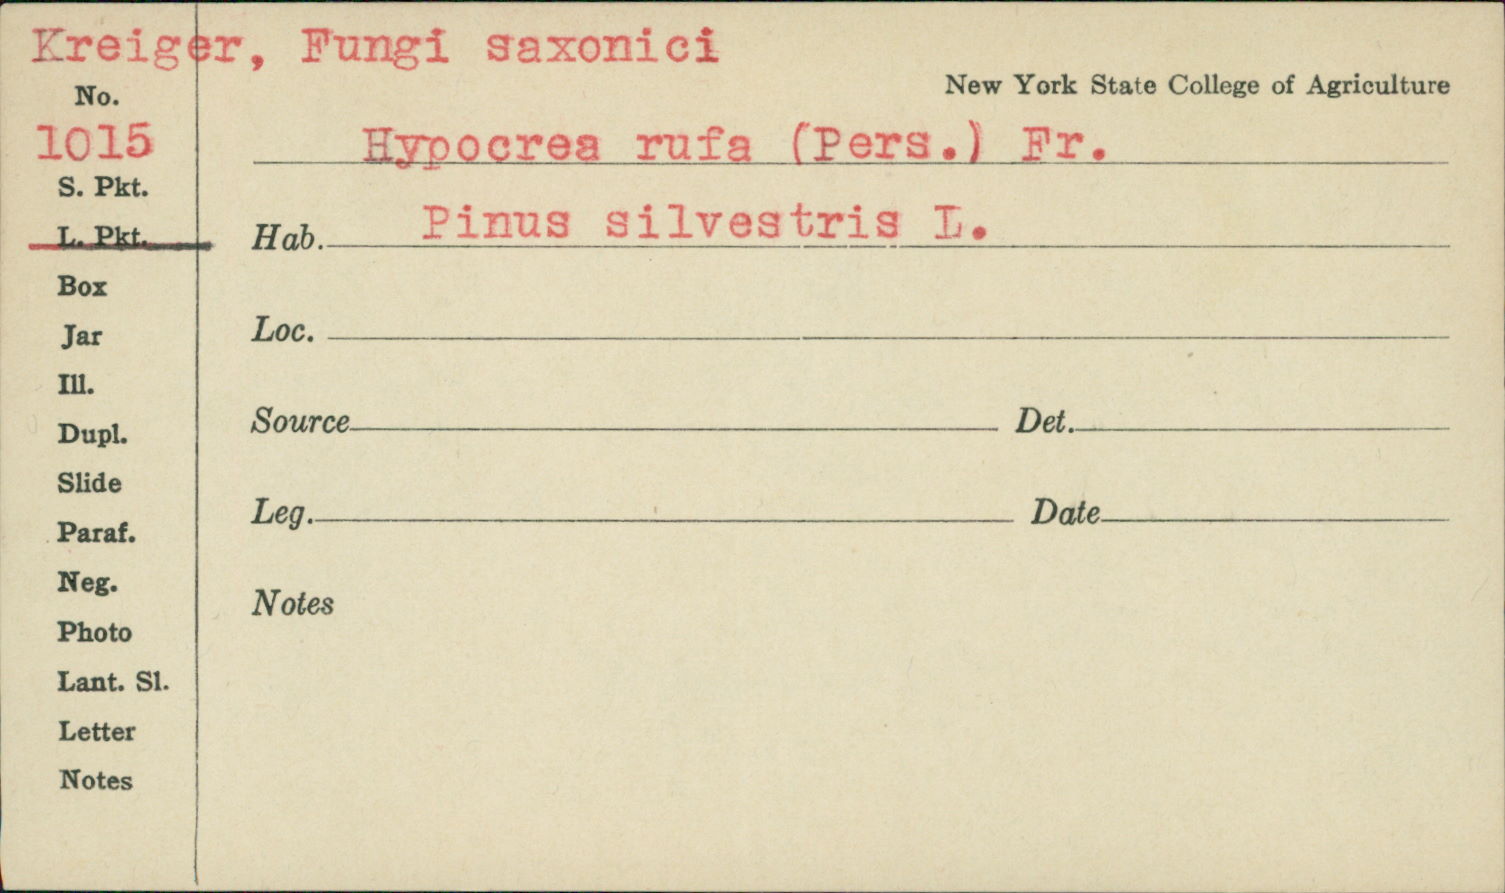 Kreiger, Fungi saxonici
New York State College of Agriculture
No.
1015
Hypocrea rufa (Pers.) Fr.
S. Pkt.
L. Pkt.
Hab. Pinus silvestris L.
Box
Jar
Loc.
Ill.
Dupl.
Source Det.
Slide
Leg. Date
Paraf.
Neg.
Notes
Photo
Lant. Sl.
Letter
Notes